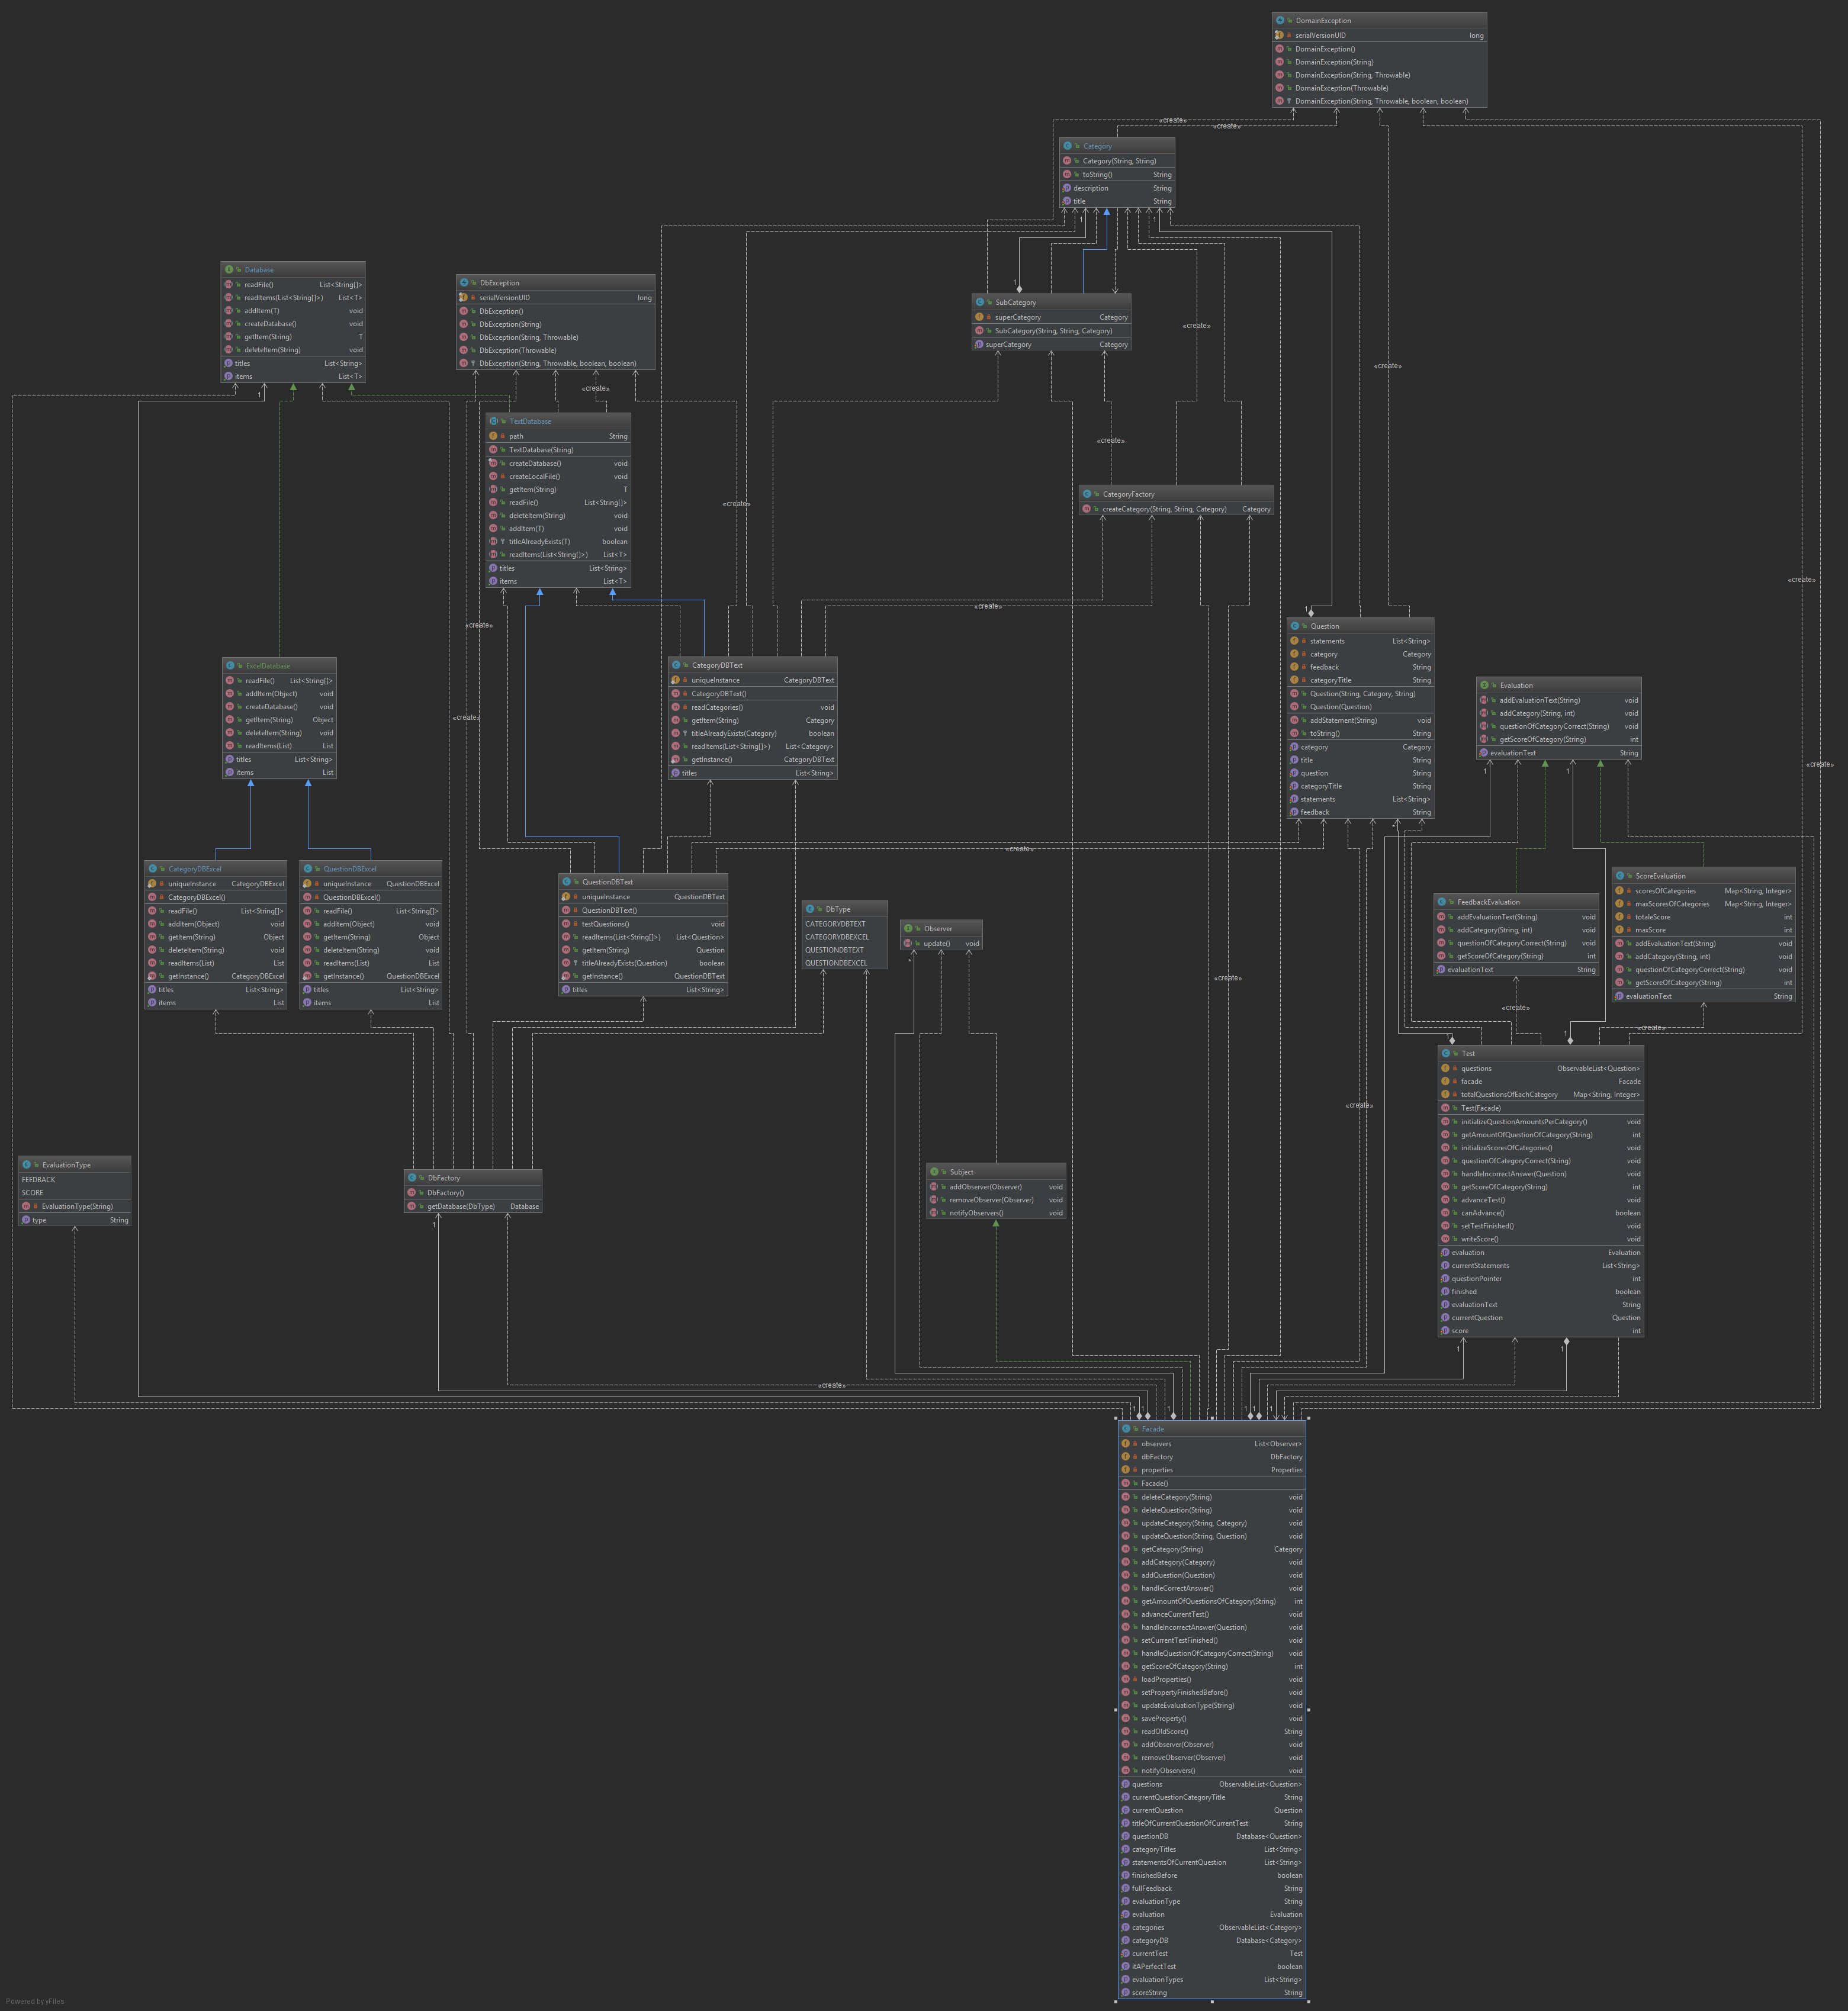 DomainException
serialVersionUID long
DomainException()
DomainException(String)
DomainException(String, Throwable)
DomainException(Throwable)
DomainException(String, Throwable, boolean, boolean)
«create»
«create»
Category
Category(String, String)
toString() String
description String
title String
1
1
Database
readFile() List<String[]>
readItems(List<String[]>) List<T>
addItem(T) void
createDatabase() void
getItem(String) T
deleteItem(String) void
titles List<String>
items List<T>
1
DbException
serialVersionUID long
DbException()
DbException(String)
DbException(String, Throwable)
DbException(Throwable)
DbException(String, Throwable, boolean, boolean)
«create»
1
SubCategory
superCategory Category
SubCategory(String, String, Category)
superCategory Category
«create»
«create»
«create»
TextDatabase
path String
TextDatabase(String)
createDatabase() void
createLocalFile() void
getItem(String) T
readFile() List<String[]>
deleteItem(String) void
addItem(T) void
titleAlreadyExists(T) boolean
readItems(List<String[]>) List<T>
titles List<String>
items List<T>
CategoryFactory
createCategory(String, String, Category) Category
«create»
«create»
«create»
«create»
«create»
1
Question
statements List<String>
category Category
feedback String
categoryTitle String
Question(String, Category, String)
Question(Question)
addStatement(String) void
toString() String
category Category
title String
question String
categoryTitle String
statements List<String>
feedback String
*
ExcelDatabase
readFile() List<String[]>
addItem(Object) void
createDatabase() void
getItem(String) Object
deleteItem(String) void
readItems(List) List
titles List<String>
items List
CategoryDBText
uniqueInstance CategoryDBText
CategoryDBText()
readCategories() void
getItem(String) Category
titleAlreadyExists(Category) boolean
readItems(List<String[]>) List<Category>
getInstance() CategoryDBText
titles List<String>
Evaluation
addEvaluationText(String) void
addCategory(String, int) void
questionOfCategoryCorrect(String) void
getScoreOfCategory(String) int
evaluationText String
1
1
«create»
«create»
«create»
CategoryDBExcel
uniqueInstance CategoryDBExcel
CategoryDBExcel()
readFile() List<String[]>
addItem(Object) void
getItem(String) Object
deleteItem(String) void
readItems(List) List
getInstance() CategoryDBExcel
titles List<String>
items List
QuestionDBExcel
uniqueInstance QuestionDBExcel
QuestionDBExcel()
readFile() List<String[]>
addItem(Object) void
getItem(String) Object
deleteItem(String) void
readItems(List) List
getInstance() QuestionDBExcel
titles List<String>
items List
QuestionDBText
uniqueInstance QuestionDBText
QuestionDBText()
testQuestions() void
readItems(List<String[]>) List<Question>
getItem(String) Question
titleAlreadyExists(Question) boolean
getInstance() QuestionDBText
titles List<String>
DbType
CATEGORYDBTEXT
CATEGORYDBEXCEL
QUESTIONDBTEXT
QUESTIONDBEXCEL
Observer
update() void
*
FeedbackEvaluation
addEvaluationText(String) void
addCategory(String, int) void
questionOfCategoryCorrect(String) void
getScoreOfCategory(String) int
evaluationText String
ScoreEvaluation
scoresOfCategories Map<String, Integer>
maxScoresOfCategories Map<String, Integer>
totaleScore int
maxScore int
addEvaluationText(String) void
addCategory(String, int) void
questionOfCategoryCorrect(String) void
getScoreOfCategory(String) int
evaluationText String
«create»
«create»
«create»
1
1
Test
questions ObservableList<Question>
facade Facade
totalQuestionsOfEachCategory Map<String, Integer>
Test(Facade)
initializeQuestionAmountsPerCategory() void
getAmountOfQuestionOfCategory(String) int
initializeScoresOfCategories() void
questionOfCategoryCorrect(String) void
handleIncorrectAnswer(Question) void
getScoreOfCategory(String) int
advanceTest() void
canAdvance() boolean
setTestFinished() void
writeScore() void
evaluation Evaluation
currentStatements List<String>
questionPointer int
finished boolean
evaluationText String
currentQuestion Question
score int
1
1
EvaluationType
FEEDBACK
SCORE
EvaluationType(String)
type String
DbFactory
DbFactory()
getDatabase(DbType) Database
1
Subject
addObserver(Observer) void
removeObserver(Observer) void
notifyObservers() void
«create»
1
1
1
1
1
1
Facade
observers List<Observer>
dbFactory DbFactory
properties Properties
Facade()
deleteCategory(String) void
deleteQuestion(String) void
updateCategory(String, Category) void
updateQuestion(String, Question) void
getCategory(String) Category
addCategory(Category) void
addQuestion(Question) void
handleCorrectAnswer() void
getAmountOfQuestionsOfCategory(String) int
advanceCurrentTest() void
handleIncorrectAnswer(Question) void
setCurrentTestFinished() void
handleQuestionOfCategoryCorrect(String) void
getScoreOfCategory(String) int
loadProperties() void
setPropertyFinishedBefore() void
updateEvaluationType(String) void
saveProperty() void
readOldScore() String
addObserver(Observer) void
removeObserver(Observer) void
notifyObservers() void
questions ObservableList<Question>
currentQuestionCategoryTitle String
currentQuestion Question
titleOfCurrentQuestionOfCurrentTest String
questionDB Database<Question>
categoryTitles List<String>
statementsOfCurrentQuestion List<String>
finishedBefore boolean
fullFeedback String
evaluationType String
evaluation Evaluation
categories ObservableList<Category>
categoryDB Database<Category>
currentTest Test
itAPerfectTest boolean
evaluationTypes List<String>
scoreString String
Powered by yFiles